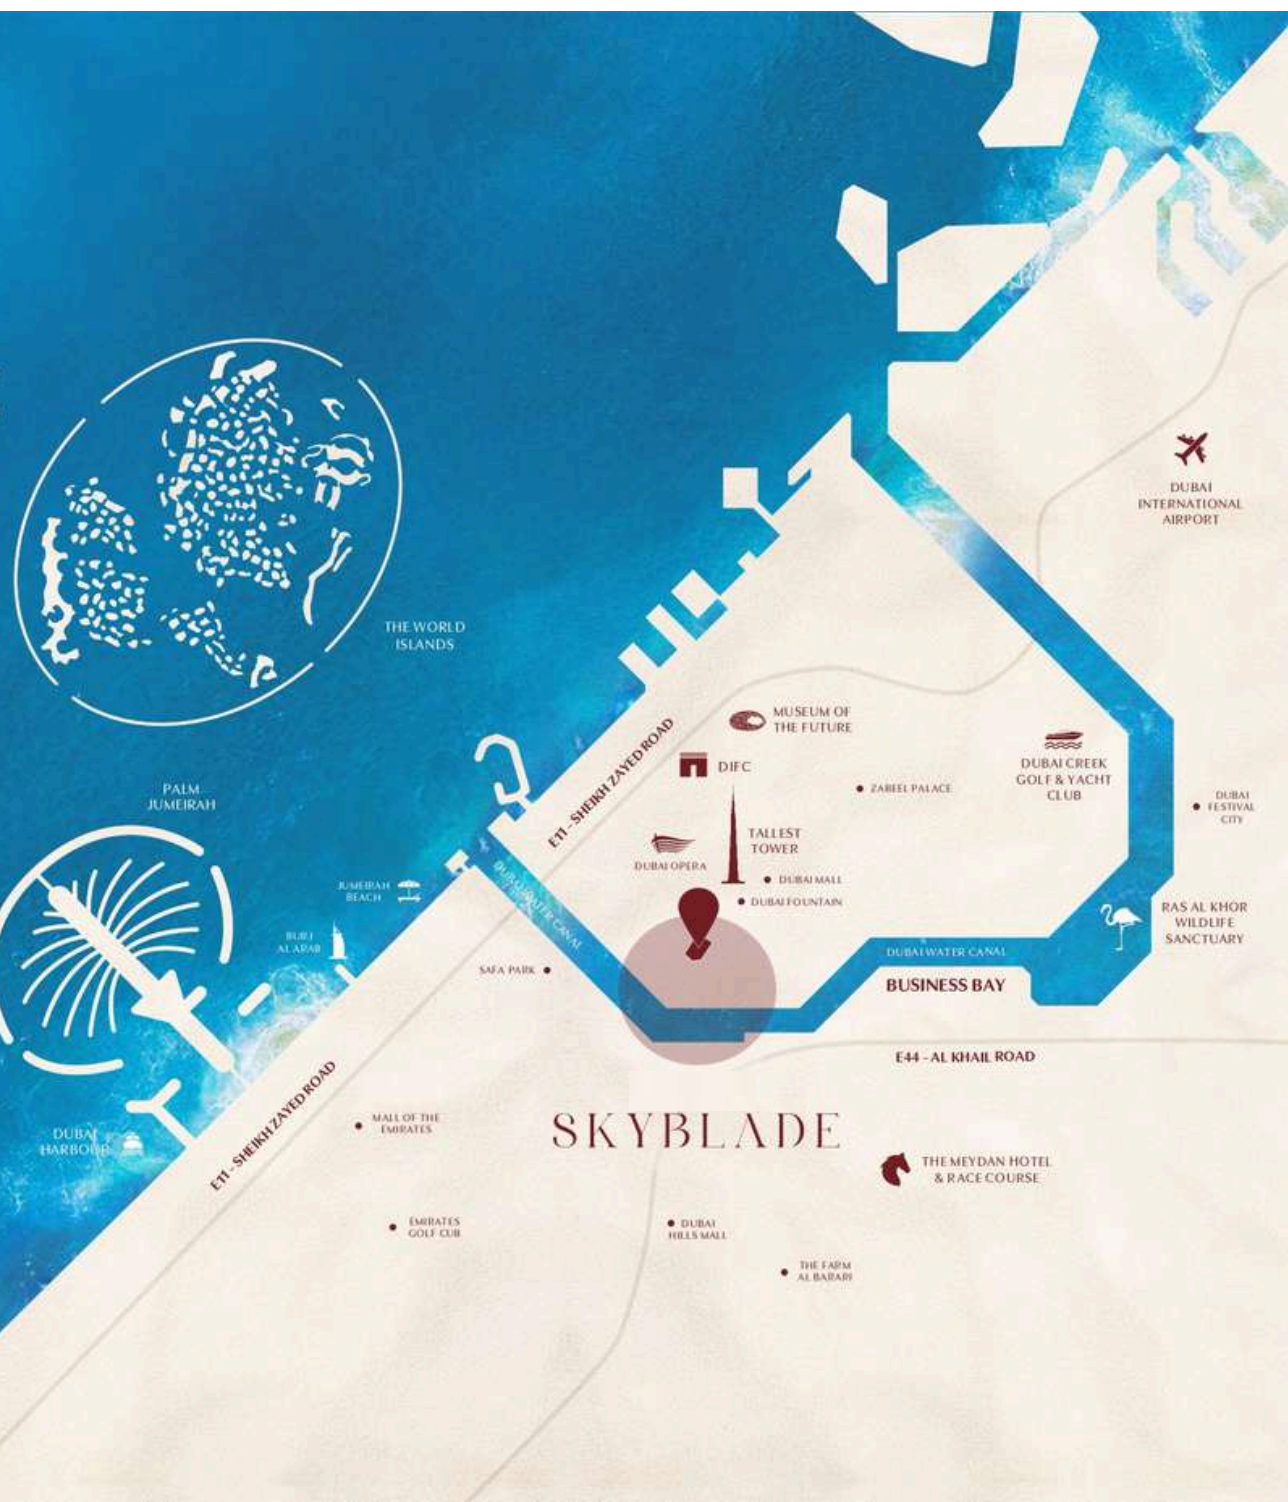 DUBAI
INTERNATIONAL
AIRPORT
THE WORLD
ISLANDS
MUSEUM OF
THE FUTURE
E11 - SHEIKH ZAYED ROAD
DIFC
DUBAI CREEK
GOLF & YACHT
CLUB
PALM
JUMEIRAH
ZABEEL PALACE
DUBAI
FESTIVAL
CITY
TALLEST
TOWER
DUBAI OPERA
DUBAI MALL
JUMEIRAH
BEACH
DUBAI FOUNTAIN
DUBAI WATER CANAL
RAS AL KHOR
WILDLIFE
SANCTUARY
BURJ
AL ARAB
DUBAI WATER CANAL
SAFA PARK
BUSINESS BAY
E44 - AL KHAIL ROAD
E11 - SHEIKH ZAYED ROAD
MALL OF THE
EMIRATES
SKYBLADE
DUBAI
HARBOUR
THE MEYDAN HOTEL
& RACE COURSE
EMIRATES
GOLF CUB
DUBAI
HILLS MALL
THE FARM
AL BARARI